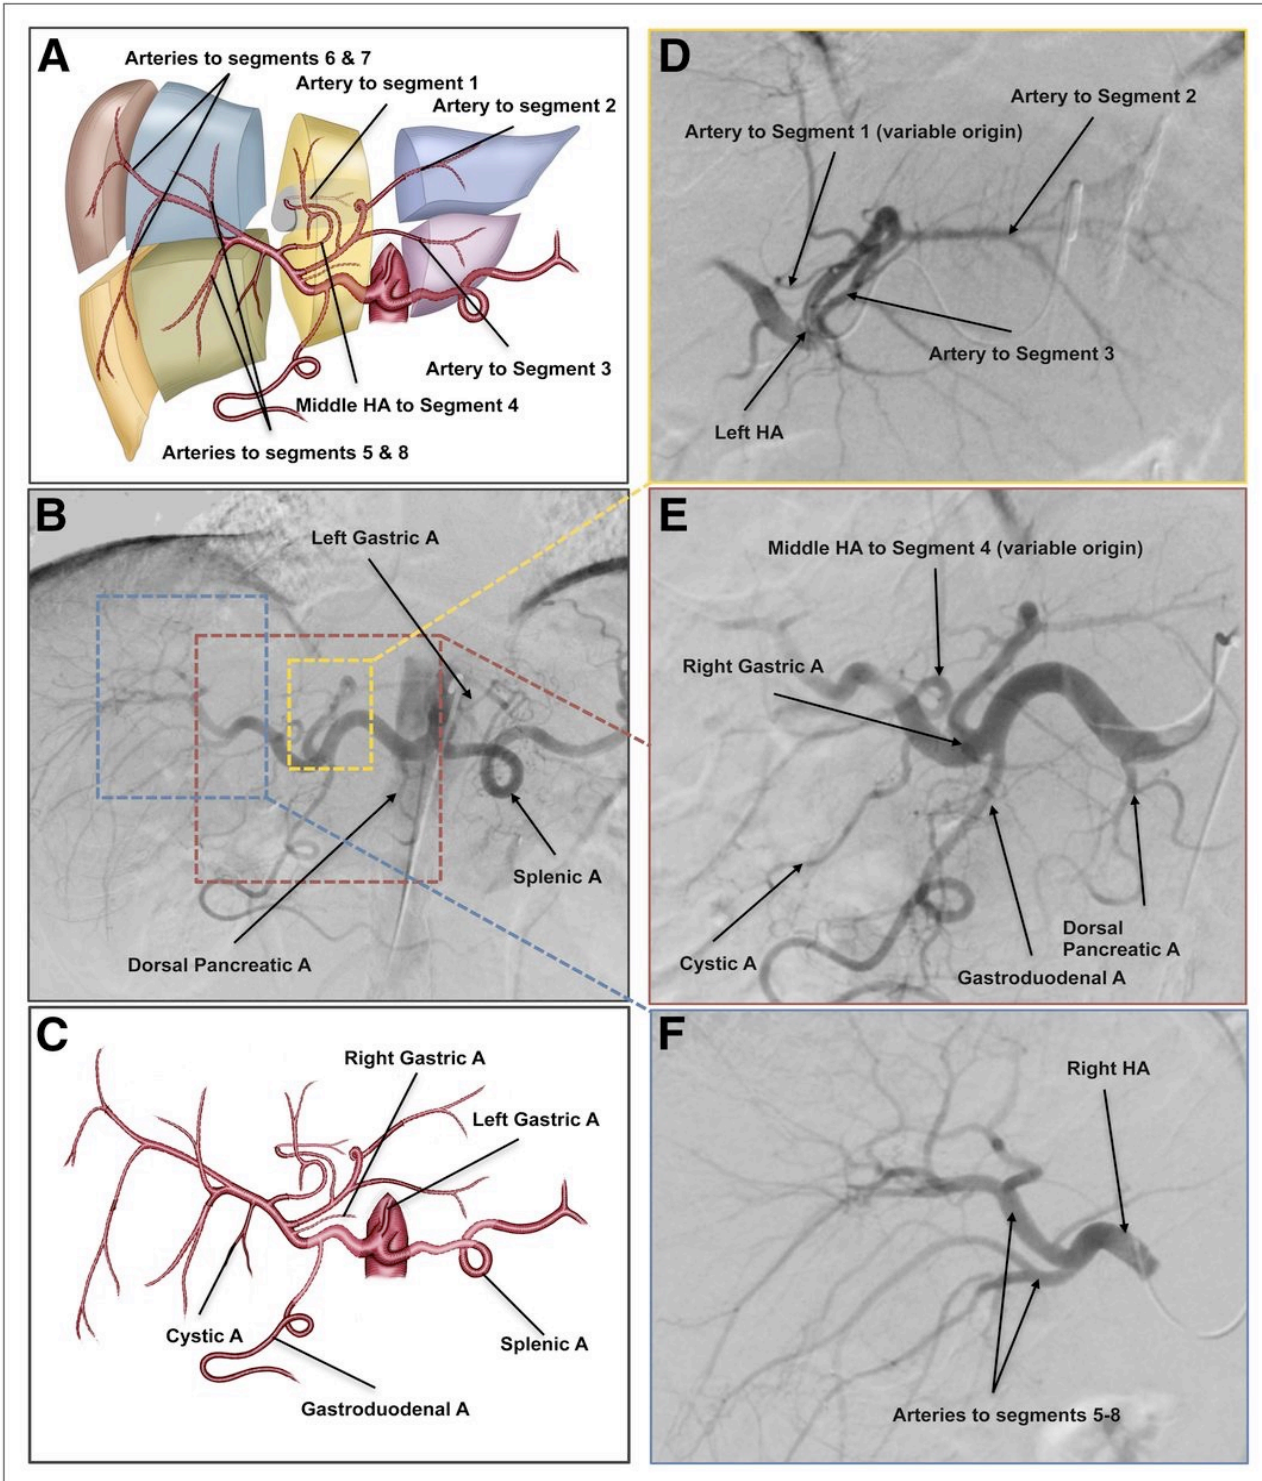 A
Arteries to segments 6 & 7
Artery to segment 1
Artery to segment 2
Artery to Segment 3
Middle HA to Segment 4
Arteries to segments 5 & 8
B
Left Gastric A
Splenic A
Dorsal Pancreatic A
C
Right Gastric A
Left Gastric A
Cystic A
Splenic A
Gastroduodenal A
D
Artery to Segment 2
Artery to Segment 1 (variable origin)
Artery to Segment 3
Left HA
E
Middle HA to Segment 4 (variable origin)
Right Gastric A
Dorsal
Pancreatic A
Cystic A
Gastroduodenal A
F
Right HA
Arteries to segments 5-8